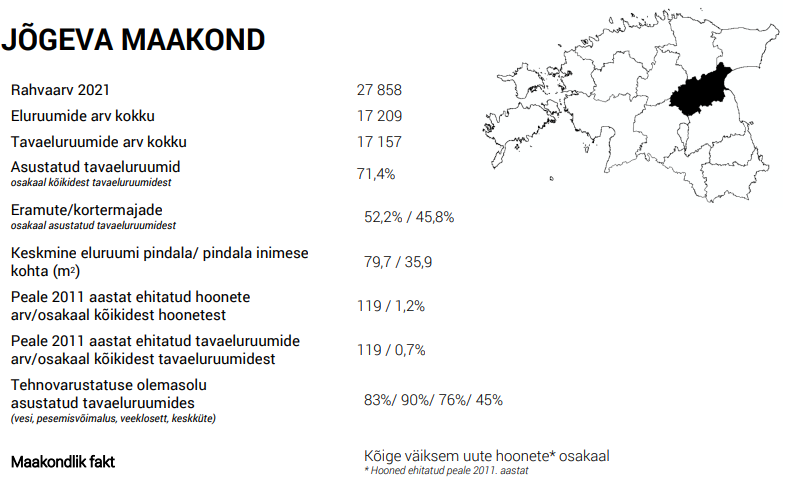 JÕGEVA MAAKOND
Rahvaarv 2021 27 858
Eluruumide arv kokku 17 209
Tavaeluruumide arv kokku 17 157
Asustatud tavaeluruumid
osakaal kõikidest tavaeluruumidest
71,4%
Eramute/kortermajade
osakaal asustatud tavaeluruumidest
52,2% / 45,8%
Keskmine eluruumi pindala/ pindala inimese
kohta (m²)
79,7 / 35,9
Peale 2011 aastat ehitatud hoonete
arv/osakaal kõikidest hoonetest
119 / 1,2%
Peale 2011 aastat ehitatud tavaeluruumide
arv/osakaal kõikidest tavaeluruumidest
119 / 0,7%
Tehnovarustatuse olemasolu
asustatud tavaeluruumides
(vesi, pesemisvõimalus, veeklosett, keskküte)
83%/ 90%/ 76%/ 45%
Maakondlik fakt
Kõige väiksem uute hoonete* osakaal
* Hooned ehitatud peale 2011. aastat